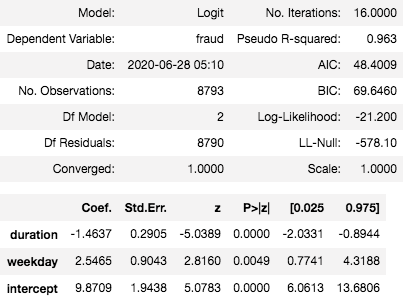 Model: Logit No. Iterations: 16.0000
Dependent Variable: fraud Pseudo R-squared: 0.963
Date: 2020-06-28 05:10 AIC: 48.4009
No. Observations: 8793 BIC: 69.6460
Df Model: 2 Log-Likelihood: -21.200
Df Residuals: 8790 LL-Null: -578.10
Converged: 1.0000 Scale: 1.0000
Coef. Std.Err. z P>|z| [0.025 0.975]
duration -1.4637 0.2905 -5.0389 0.0000 -2.0331 -0.8944
weekday 2.5465 0.9043 2.8160 0.0049 0.7741 4.3188
intercept 9.8709 1.9438 5.0783 0.0000 6.0613 13.6806